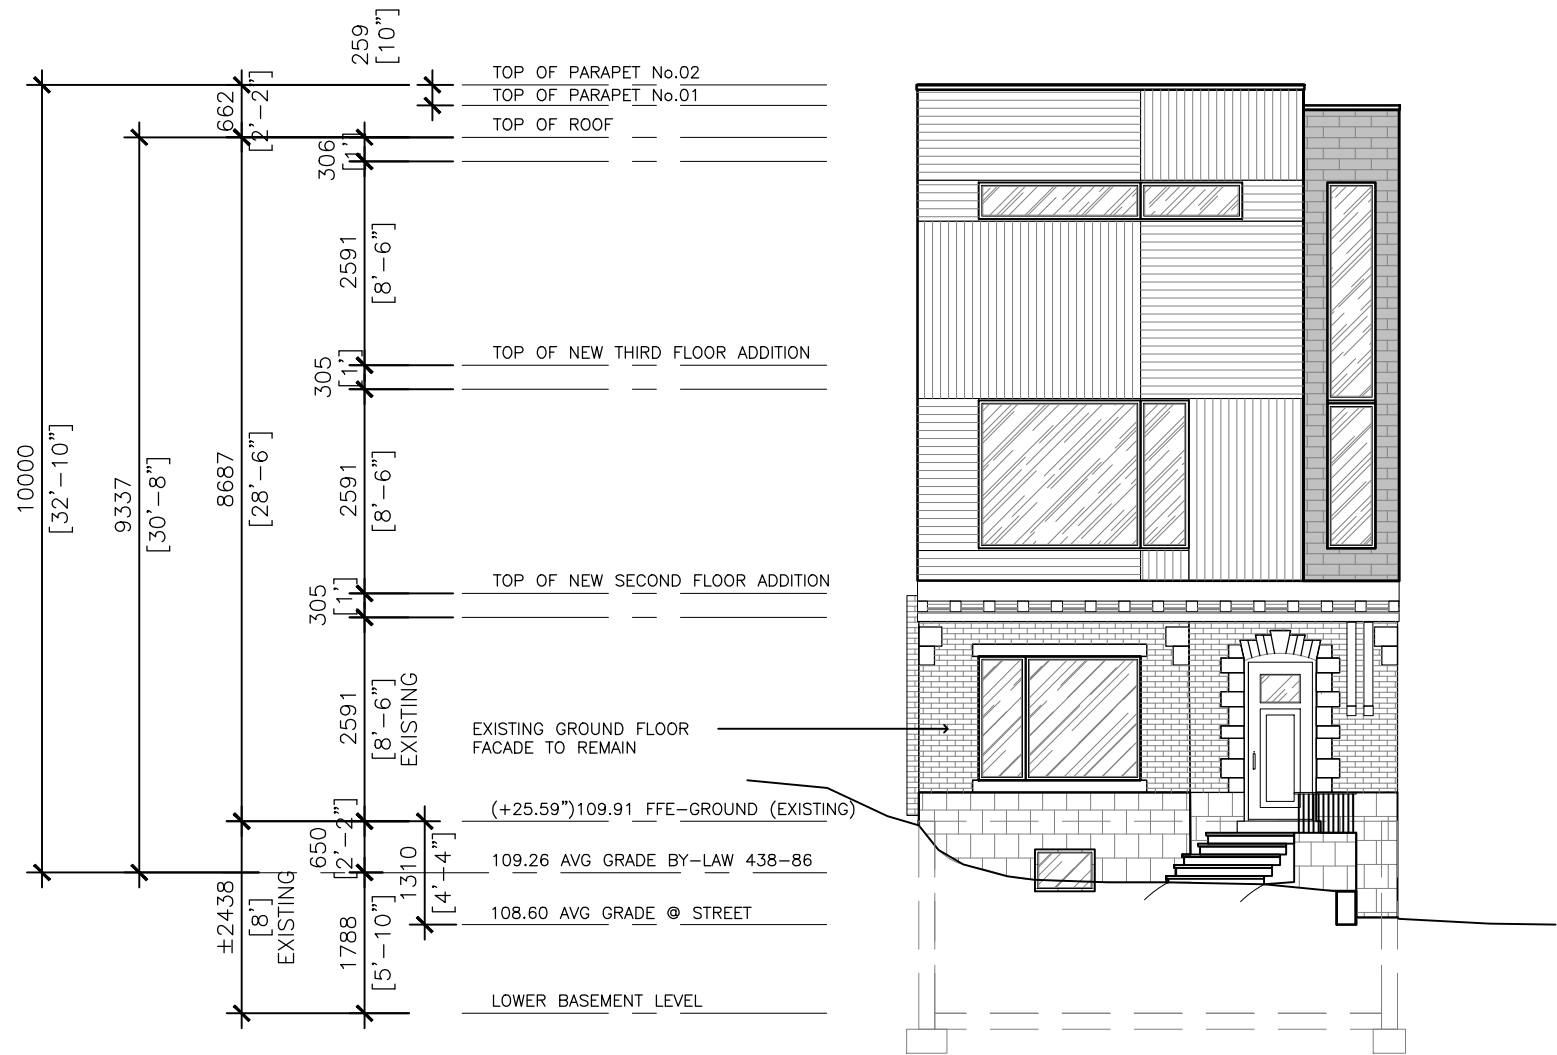 259
[10"]
TOP OF PARAPET No.02
TOP OF PARAPET No.01
662
[2'-2"]
TOP OF ROOF
306
[1']
2591
[8'-6"]
TOP OF NEW THIRD FLOOR ADDITION
305
[1']
10000
[32'-10"]
9337
[30'-8"]
8687
[28'-6"]
2591
[8'-6"]
TOP OF NEW SECOND FLOOR ADDITION
305
[1']
2591
[8'-6"]
EXISTING
EXISTING GROUND FLOOR
FACADE TO REMAIN
(+25.59")109.91 FFE-GROUND (EXISTING)
650
[2'-2"]
109.26 AVG GRADE BY-LAW 438-86
1310
[4'-4"]
±2438
[8']
EXISTING
108.60 AVG GRADE @ STREET
1788
[5'-10"]
LOWER BASEMENT LEVEL